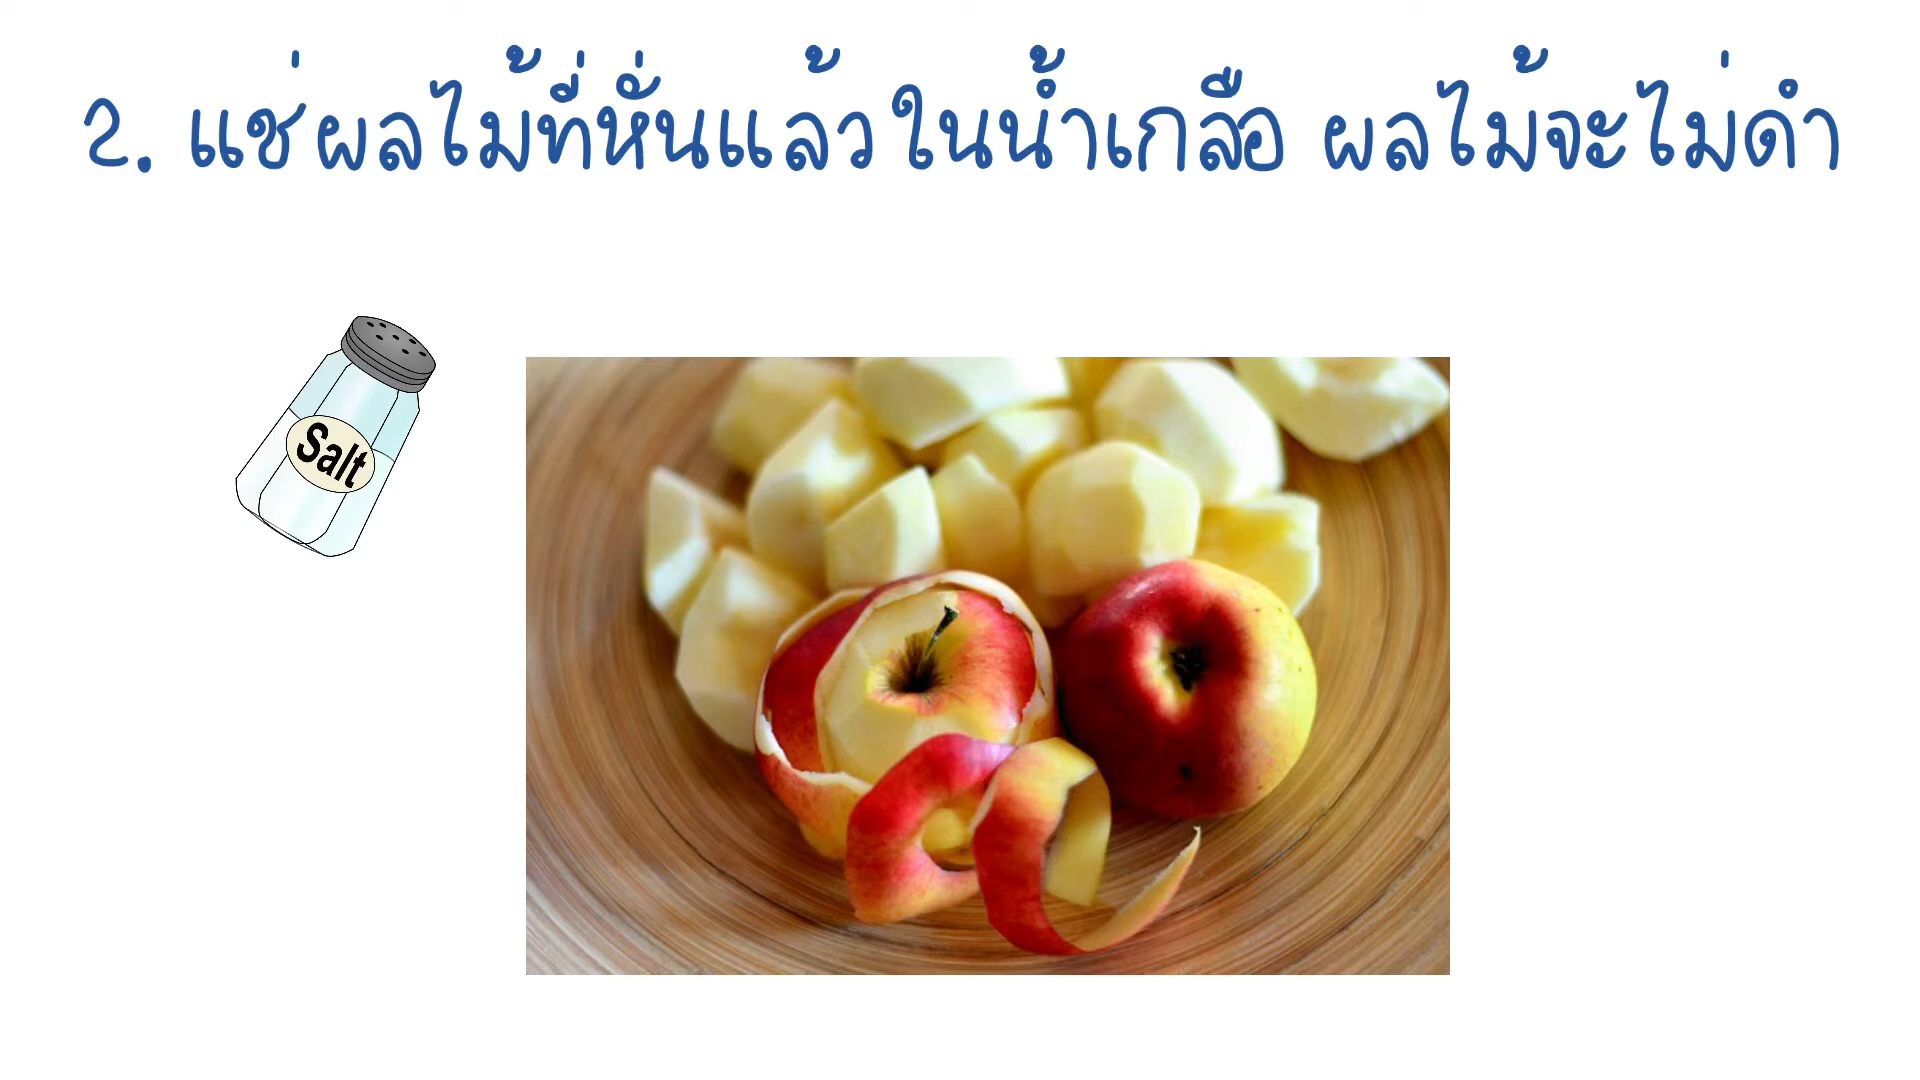 2. แช่ผลไม้ที่หั่นแล้วในน้ำเกลือ ผลไม้จะไม่ดำ
Salt